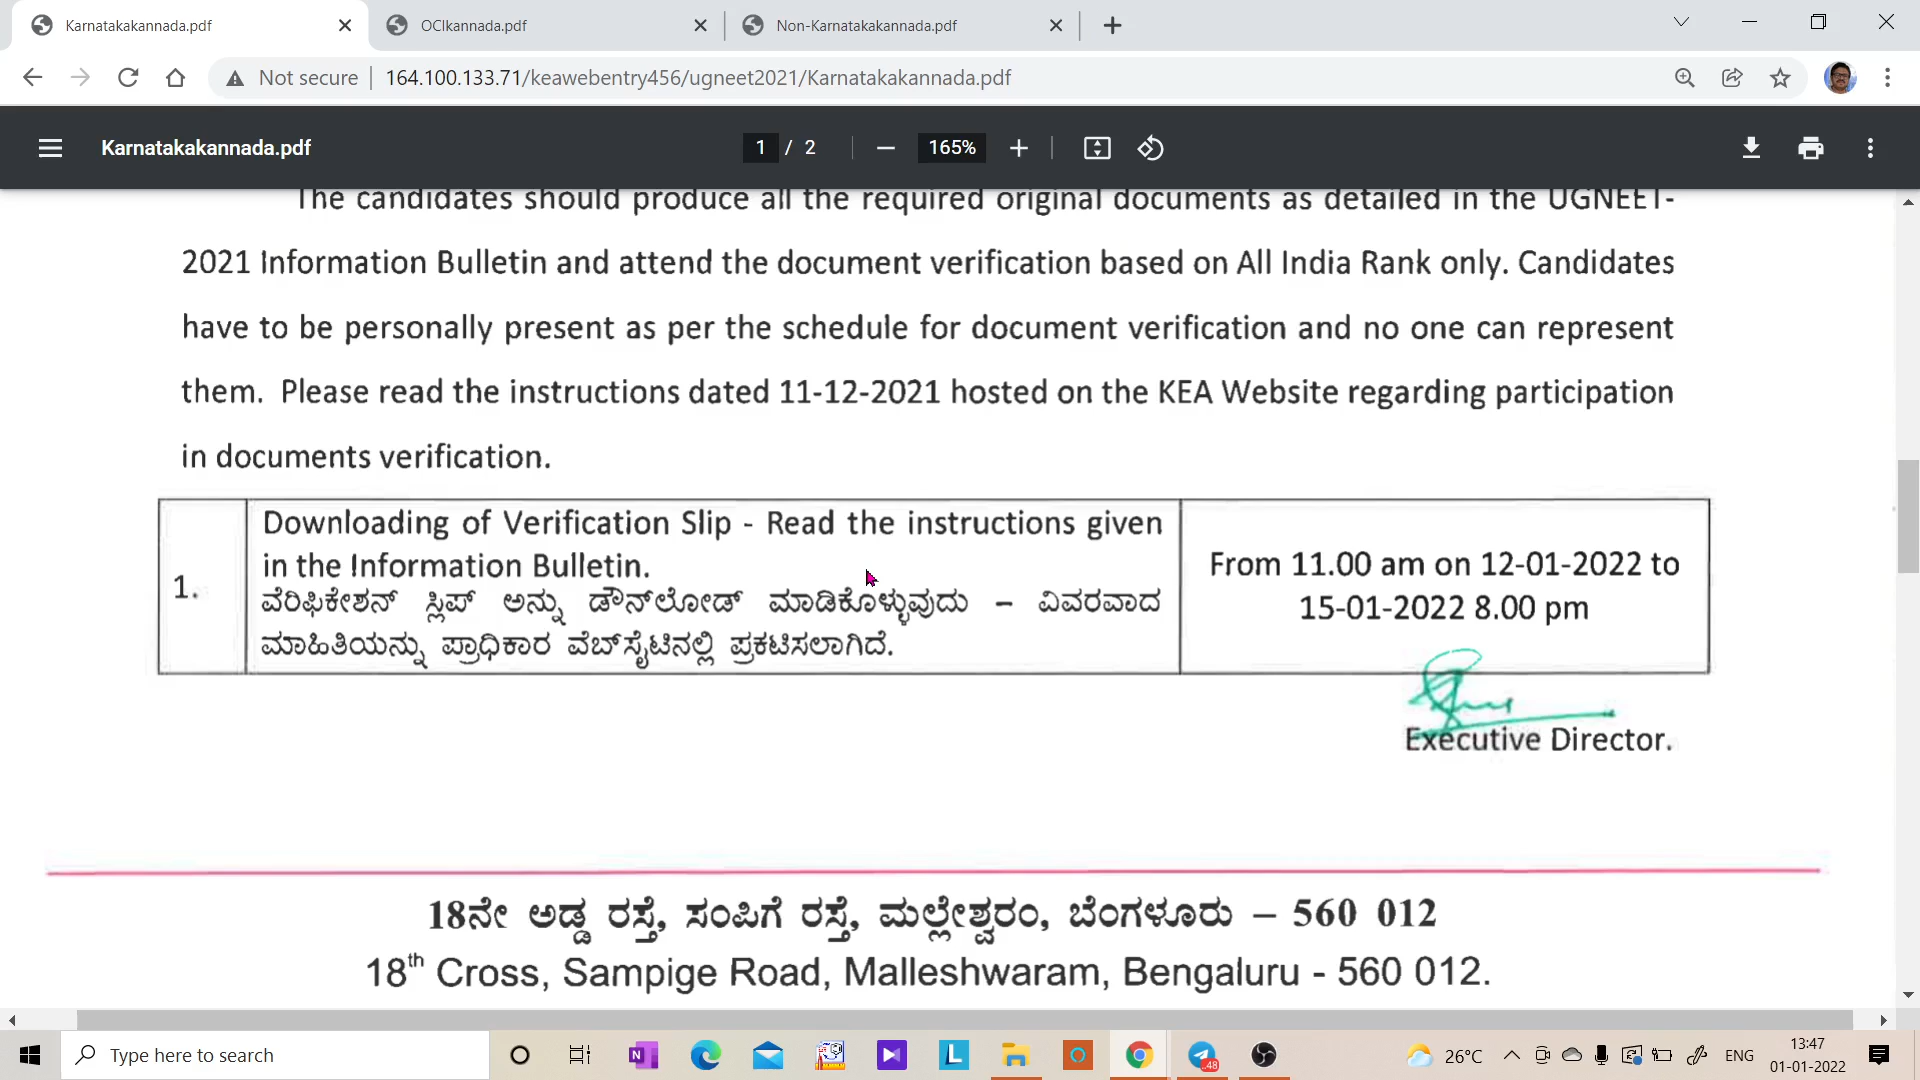 Karnatakakannada.pdf
OCIkannada.pdf
Non-Karnatakakannada.pdf
Not secure
164.100.133.71/keawebentry456/ugneet2021/Karnatakakannada.pdf
Karnatakakannada.pdf
1 / 2
165%
The candidates should produce all the required original documents as detailed in the UGNEET-
2021 Information Bulletin and attend the document verification based on All India Rank only. Candidates
have to be personally present as per the schedule for document verification and no one can represent
them. Please read the instructions dated 11-12-2021 hosted on the KEA Website regarding participation
in documents verification.
1.
Downloading of Verification Slip - Read the instructions given
in the Information Bulletin.
ವೆರಿಫಿಕೇಶನ್ ಸ್ಲಿಪ್ ಅನ್ನು ಡೌನ್‌ಲೋಡ್ ಮಾಡಿಕೊಳ್ಳುವುದು – ವಿವರವಾದ
ಮಾಹಿತಿಯನ್ನು ಪ್ರಾಧಿಕಾರ ವೆಬ್‌ಸೈಟಿನಲ್ಲಿ ಪ್ರಕಟಿಸಲಾಗಿದೆ.
From 11.00 am on 12-01-2022 to
15-01-2022 8.00 pm
Executive Director.
18ನೇ ಅಡ್ಡ ರಸ್ತೆ, ಸಂಪಿಗೆ ರಸ್ತೆ, ಮಲ್ಲೇಶ್ವರಂ, ಬೆಂಗಳೂರು – 560 012
18th Cross, Sampige Road, Malleshwaram, Bengaluru - 560 012.
Type here to search
N
L
48
26°C
ENG
13:47
01-01-2022